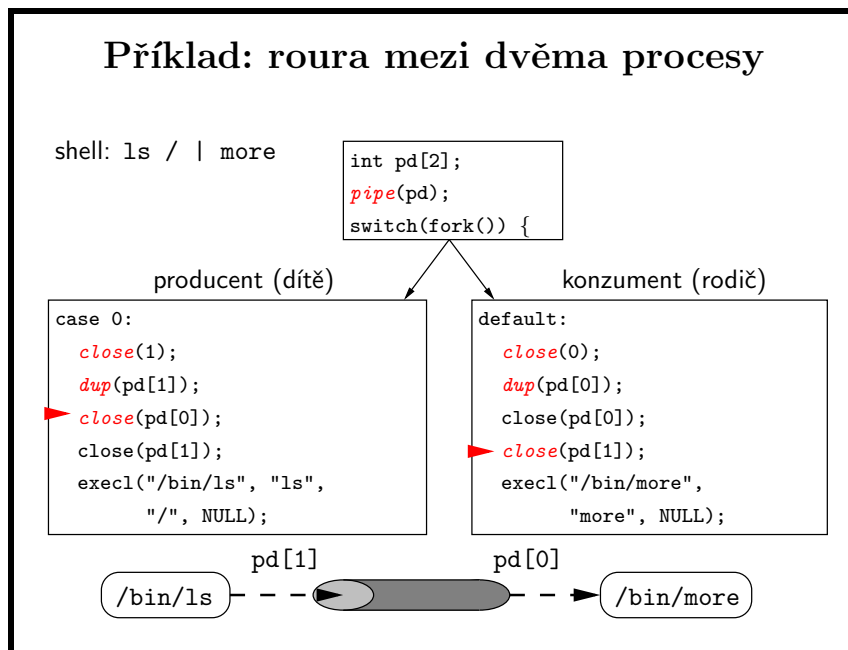 Příklad: roura mezi dvěma procesy
shell: ls / | more
int pd[2];
pipe(pd);
switch(fork()) {
producent (dítě)
case 0:
close(1);
dup(pd[1]);
close(pd[0]);
close(pd[1]);
execl("/bin/ls", "ls",
"/", NULL);
konzument (rodič)
default:
close(0);
dup(pd[0]);
close(pd[0]);
close(pd[1]);
execl("/bin/more",
"more", NULL);
pd[1]
pd[0]
/bin/ls
/bin/more